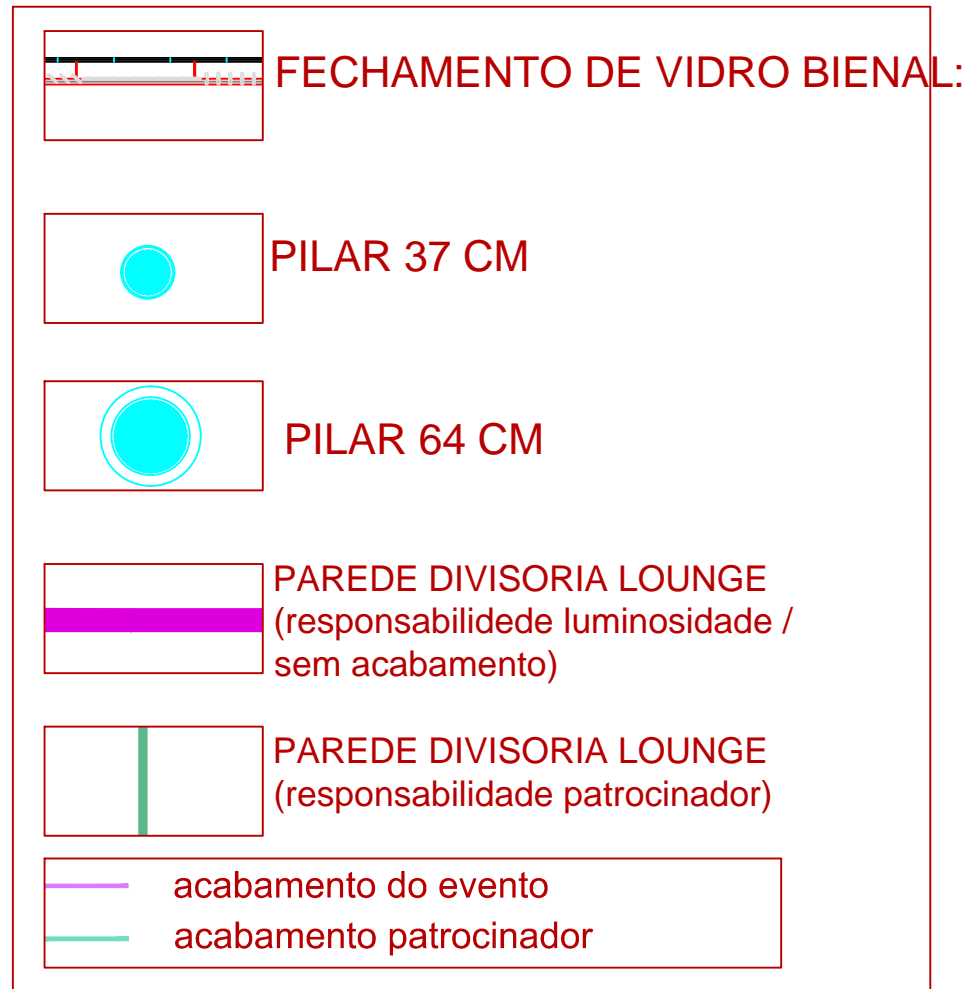 FECHAMENTO DE VIDRO BIENAL:
PILAR 37 CM
PILAR 64 CM
PAREDE DIVISORIA LOUNGE
(responsabilidede luminosidade /
sem acabamento)
PAREDE DIVISORIA LOUNGE
(responsabilidade patrocinador)
acabamento do evento
acabamento patrocinador